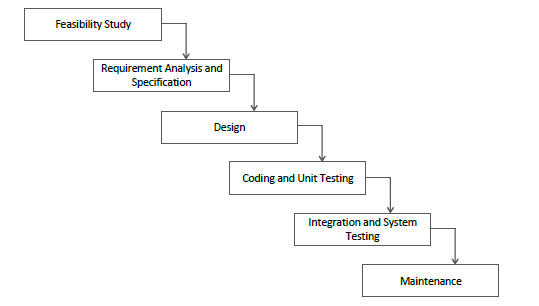 Feasibility Study
Requirement Analysis and
Specification
Design
Coding and Unit Testing
Integration and System
Testing
Maintenance